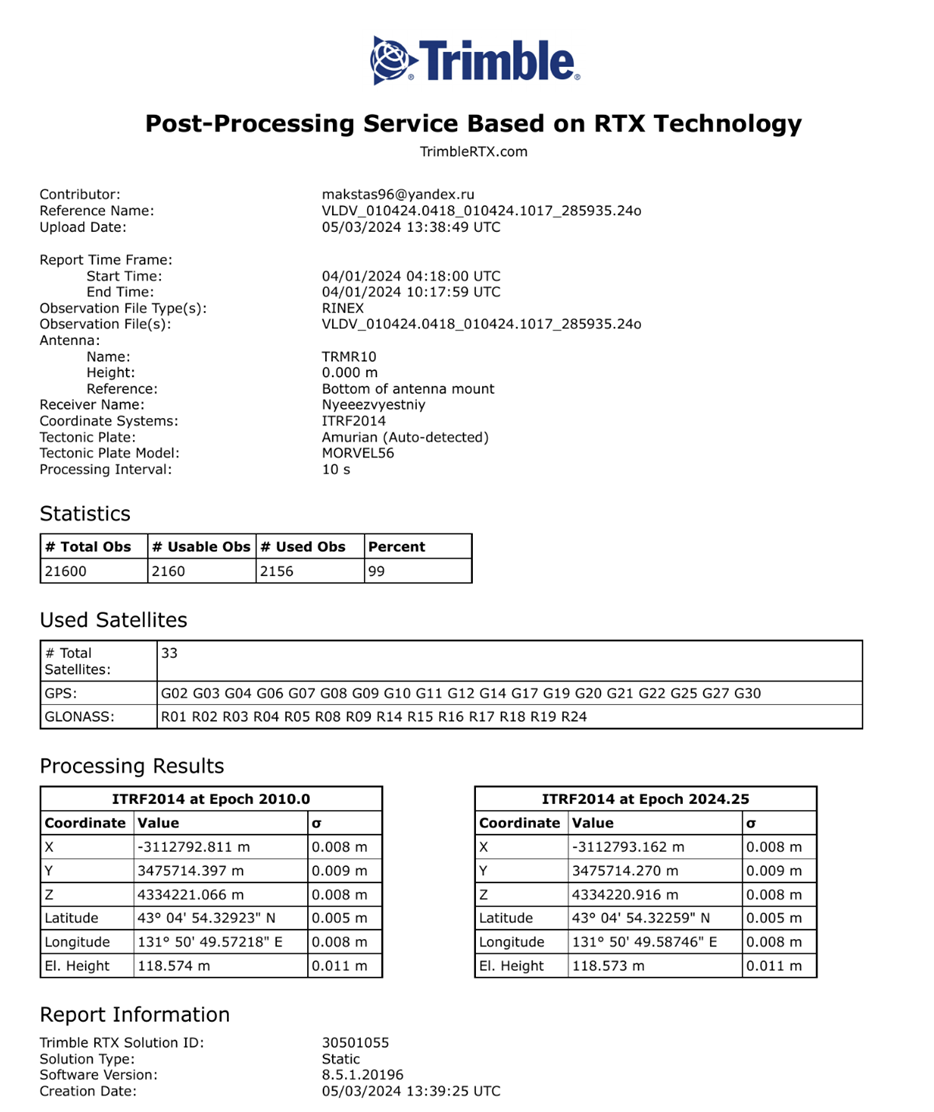 Trimble
Post-Processing Service Based on RTX Technology
TrimbleRTX.com
Contributor: makstas96@yandex.ru
Reference Name: VLDV_010424.0418_010424.1017_285935.24o
Upload Date: 05/03/2024 13:38:49 UTC
Report Time Frame:
Start Time: 04/01/2024 04:18:00 UTC
End Time: 04/01/2024 10:17:59 UTC
Observation File Type(s): RINEX
Observation File(s): VLDV_010424.0418_010424.1017_285935.24o
Antenna:
Name: TRMR10
Height: 0.000 m
Reference: Bottom of antenna mount
Receiver Name: Nyeeezvyestniy
Coordinate Systems: ITRF2014
Tectonic Plate: Amurian (Auto-detected)
Tectonic Plate Model: MORVEL56
Processing Interval: 10 s
Statistics
# Total Obs # Usable Obs # Used Obs Percent
21600 2160 2156 99
Used Satellites
# Total Satellites: 33
GPS: G02 G03 G04 G06 G07 G08 G09 G10 G11 G12 G14 G17 G19 G20 G21 G22 G25 G27 G30
GLONASS: R01 R02 R03 R04 R05 R08 R09 R14 R15 R16 R17 R18 R19 R24
Processing Results
ITRF2014 at Epoch 2010.0
Coordinate Value σ
X -3112792.811 m 0.008 m
Y 3475714.397 m 0.009 m
Z 4334221.066 m 0.008 m
Latitude 43° 04' 54.32923" N 0.005 m
Longitude 131° 50' 49.57218" E 0.008 m
El. Height 118.574 m 0.011 m
ITRF2014 at Epoch 2024.25
Coordinate Value σ
X -3112793.162 m 0.008 m
Y 3475714.270 m 0.009 m
Z 4334220.916 m 0.008 m
Latitude 43° 04' 54.32259" N 0.005 m
Longitude 131° 50' 49.58746" E 0.008 m
El. Height 118.573 m 0.011 m
Report Information
Trimble RTX Solution ID: 30501055
Solution Type: Static
Software Version: 8.5.1.20196
Creation Date: 05/03/2024 13:39:25 UTC